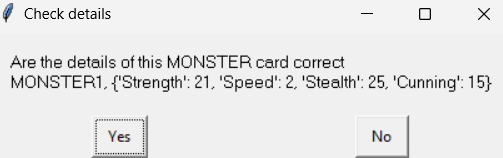 Check details
Are the details of this MONSTER card correct
MONSTER1, {'Strength': 21, 'Speed': 2, 'Stealth': 25, 'Cunning': 15}
Yes
No